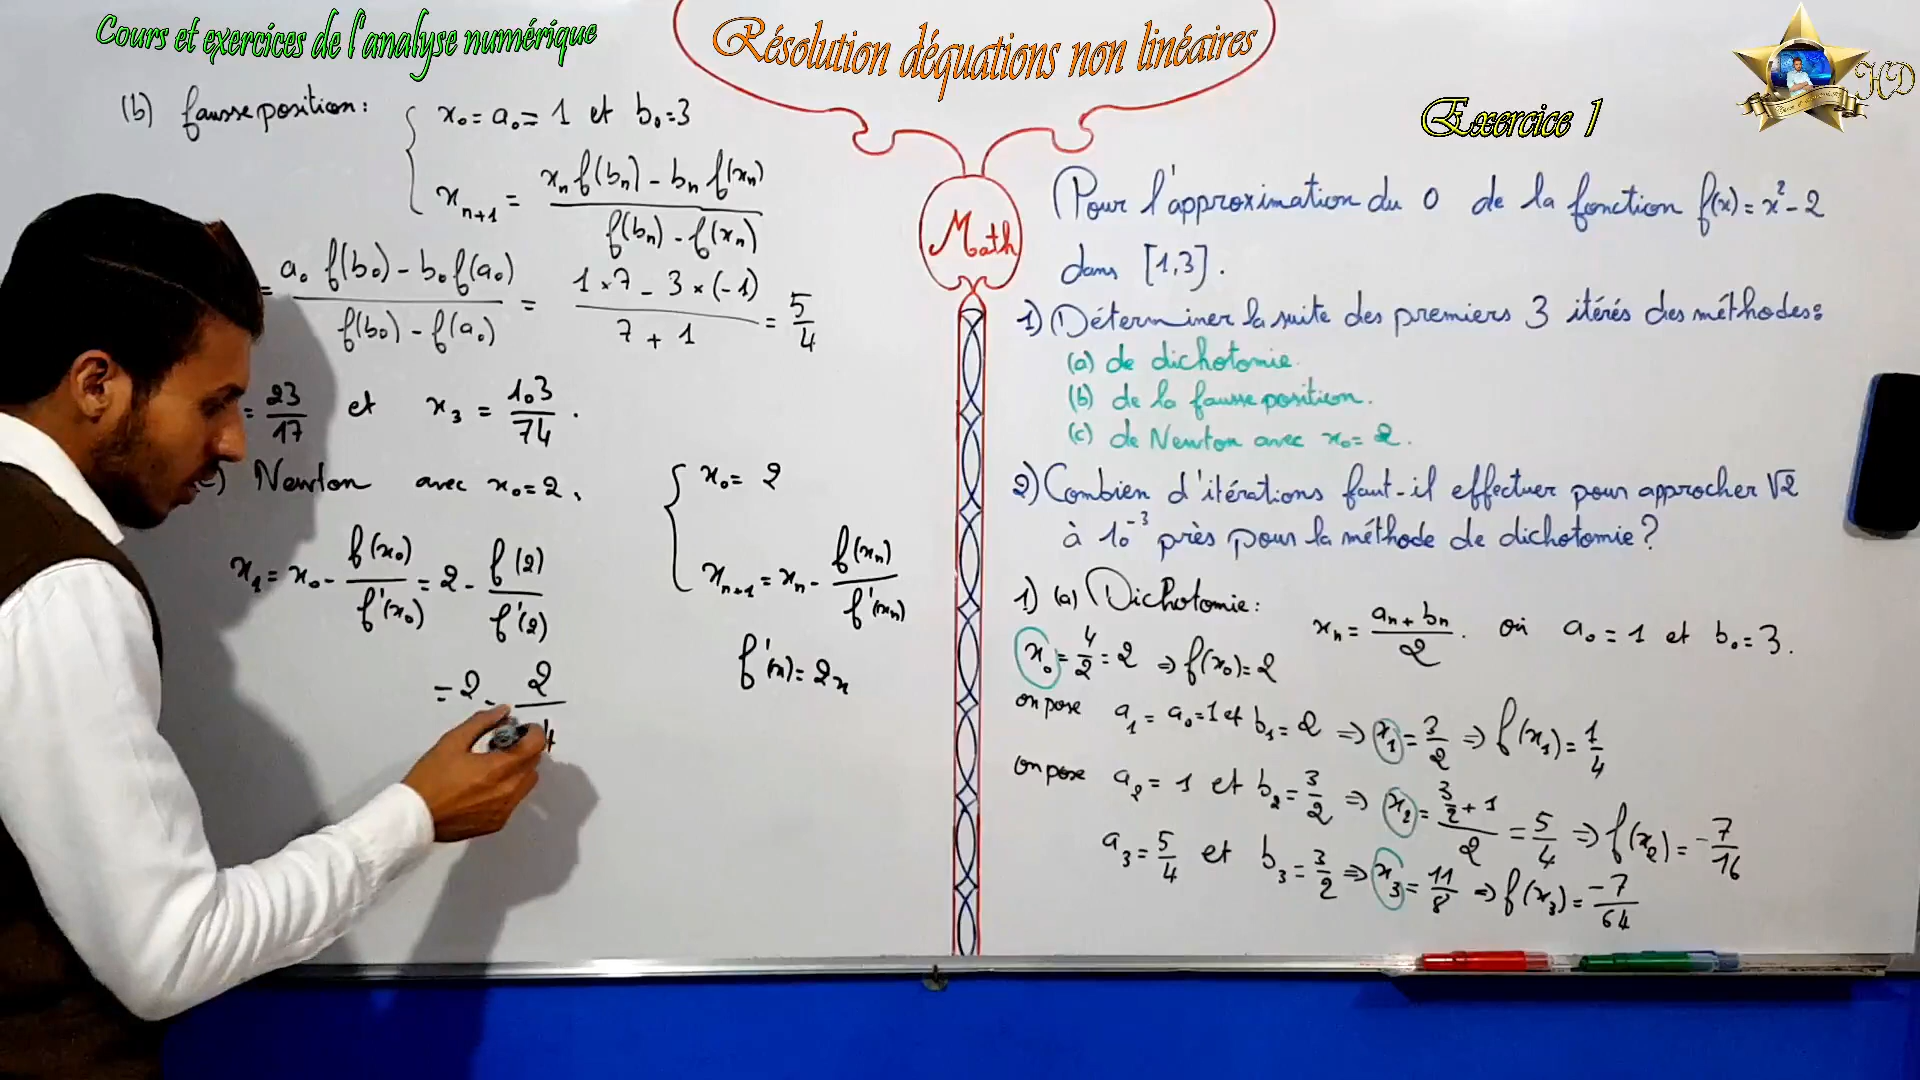 Cours et exercices de l'analyse numérique
Résolution déquations non linéaires
HD
Exercice 1
(b) fausse position : { x₀ = a₀ = 1 et b₀ = 3
xₙ₊₁ = (xₙ f(bₙ) - bₙ f(xₙ)) / (f(bₙ) - f(xₙ))
= (a₀ f(b₀) - b₀ f(a₀)) / (f(b₀) - f(a₀)) = (1 × 7 - 3 × (-1)) / (7 + 1) = 5/4
= 23/17 et x₃ = 103/74 .
c) Newton avec x₀ = 2 .
{ x₀ = 2
xₙ₊₁ = xₙ - f(xₙ)/f'(xₙ)
x₁ = x₀ - f(x₀)/f'(x₀) = 2 - f(2)/f'(2)
f'(x) = 2x
= 2 - 2/4
Math
Pour l'approximation du 0 de la fonction f(x) = x² - 2
dans [1,3] .
1) Déterminer la suite des premiers 3 itérés des méthodes :
(a) de dichotomie.
(b) de la fausse position.
(c) de Newton avec x₀ = 2 .
2) Combien d'itérations faut-il effectuer pour approcher √2
à 10⁻³ près pour la méthode de dichotomie ?
1) (a) Dichotomie : xₙ = (aₙ + bₙ)/2 . où a₀ = 1 et b₀ = 3 .
x₀ = 4/2 = 2 ⇒ f(x₀) = 2
on pose a₁ = a₀ = 1 et b₁ = 2 ⇒ x₁ = 3/2 ⇒ f(x₁) = 1/4
on pose a₂ = 1 et b₂ = 3/2 ⇒ x₂ = (3/2 + 1)/2 = 5/4 ⇒ f(x₂) = -7/16
a₃ = 5/4 et b₃ = 3/2 ⇒ x₃ = 11/8 ⇒ f(x₃) = -7/64